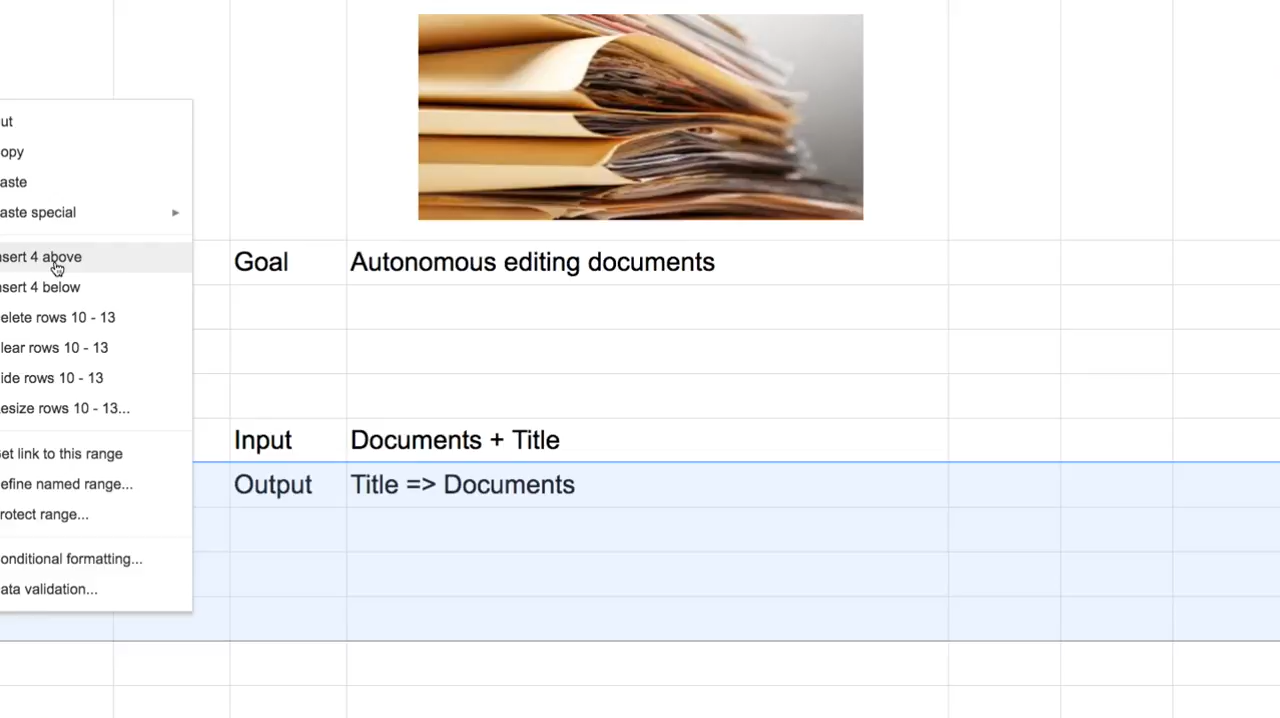 ut
opy
aste
aste special
nsert 4 above
nsert 4 below
elete rows 10 - 13
lear rows 10 - 13
ide rows 10 - 13
esize rows 10 - 13...
et link to this range
efine named range...
rotect range...
onditional formatting...
ata validation...
Goal Autonomous editing documents
Input Documents + Title
Output Title => Documents